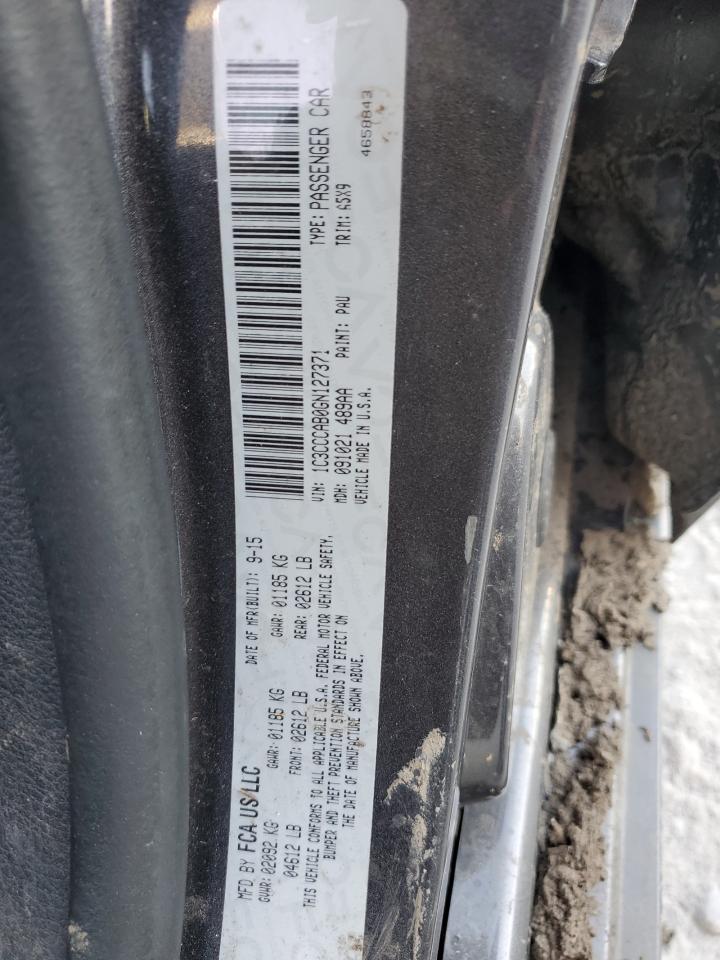 MFD BY FCA US LLC
DATE OF MFR(BUILT): 9-15
GVWR: 02092 KG
GAWR: 01185 KG
GAWR: 01185 KG
04612 LB
FRONT: 02612 LB
REAR: 02612 LB
THIS VEHICLE CONFORMS TO ALL APPLICABLE U.S.A. FEDERAL MOTOR VEHICLE SAFETY,
BUMPER AND THEFT PREVENTION STANDARDS IN EFFECT ON
THE DATE OF MANUFACTURE SHOWN ABOVE.
VIN: 1C3CCCAB0GN127371
TYPE: PASSENGER CAR
MDH: 091021 489AA
PAINT: PAU
TRIM: A5X9
VEHICLE MADE IN U.S.A.
4658843